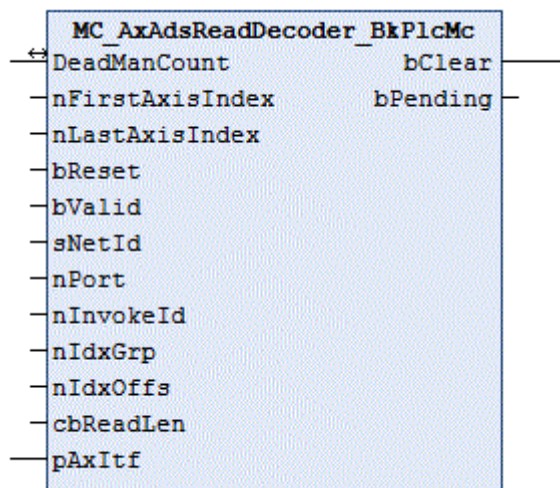 MC_AxAdsReadDecoder_BkPlcMc
DeadManCount bClear
nFirstAxisIndex bPending
nLastAxisIndex
bReset
bValid
sNetId
nPort
nInvokeId
nIdxGrp
nIdxOffs
cbReadLen
pAxItf